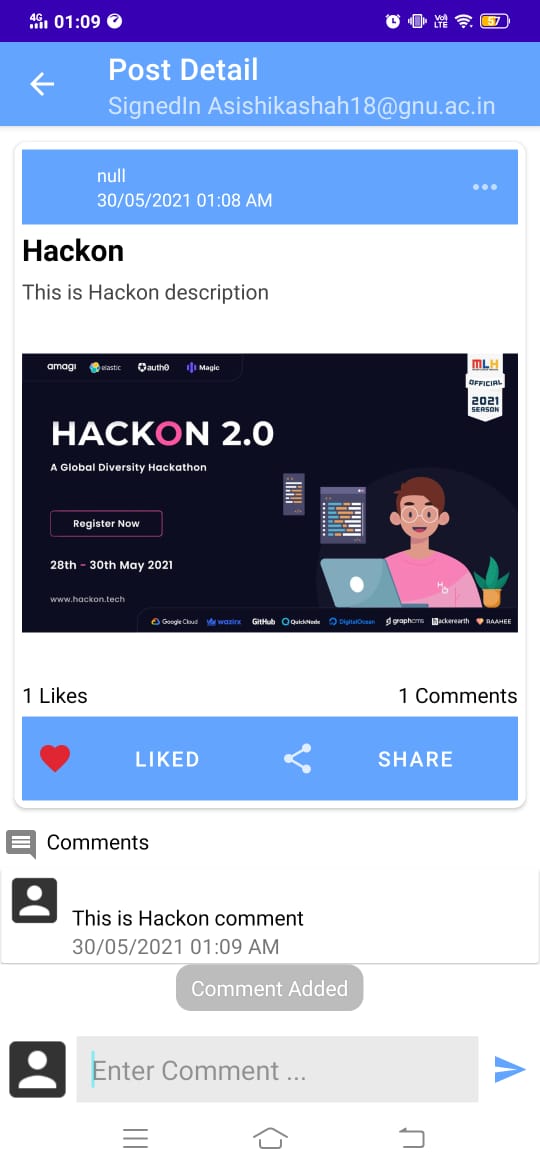 4G 01:09 Vo) LTE 57
Post Detail
SignedIn Asishikashah18@gnu.ac.in
null
30/05/2021 01:08 AM
Hackon
This is Hackon description
amagi elastic auth0 Magic
MLH
OFFICIAL
2021
SEASON
HACKON 2.0
A Global Diversity Hackathon
Register Now
28th - 30th May 2021
www.hackon.tech
Google Cloud wazirx GitHub QuickNode DigitalOcean graphcms hackerearth RAAHEE
1 Likes 1 Comments
LIKED SHARE
Comments
This is Hackon comment
30/05/2021 01:09 AM
Comment Added
Enter Comment ...